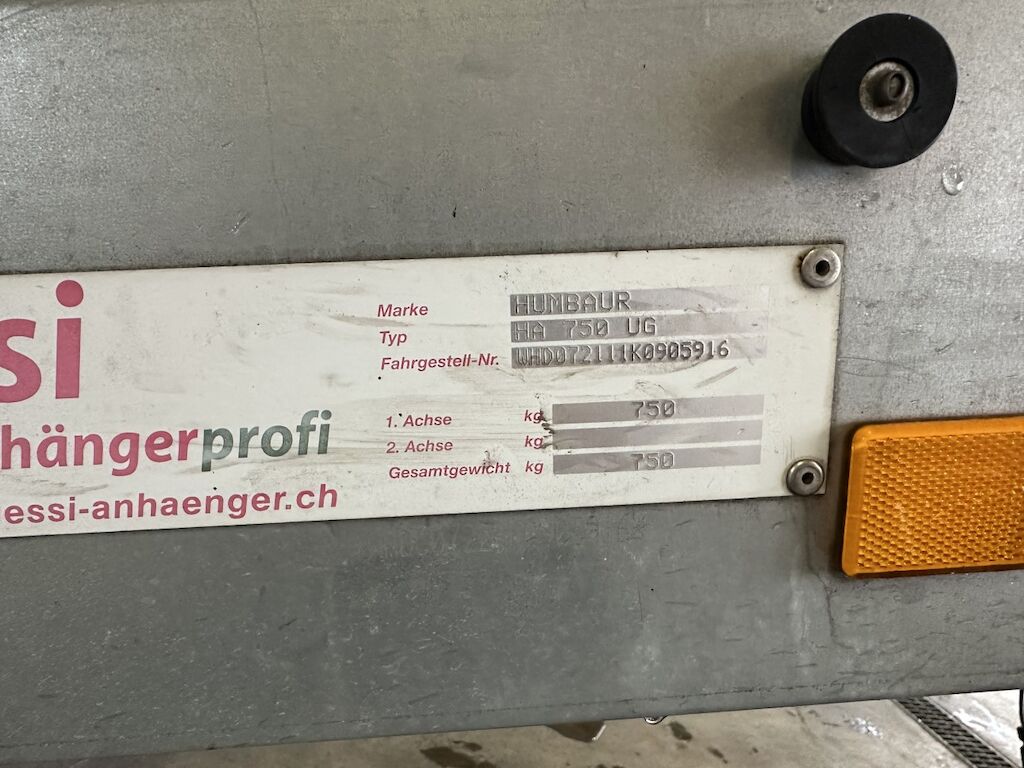 si
hängerprofi
essi-anhaenger.ch
Marke HUMBAUR
Typ HA 750 UG
Fahrgestell-Nr. WHD072111K0905916
1. Achse kg 750
2. Achse kg
Gesamtgewicht kg 750